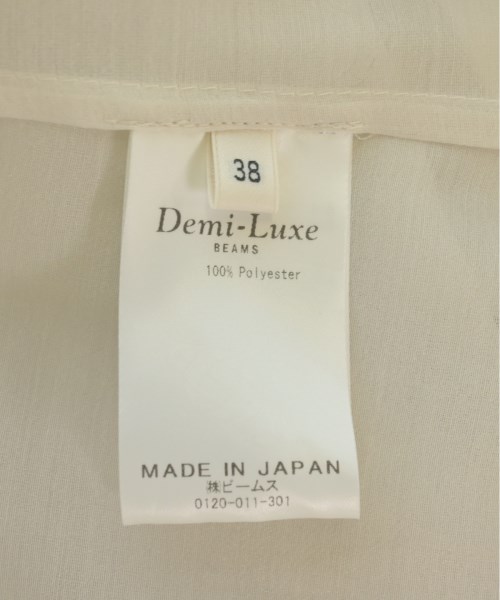 38
Demi-Luxe
BEAMS
100% Polyester
MADE IN JAPAN
㈱ビームス
0120-011-301